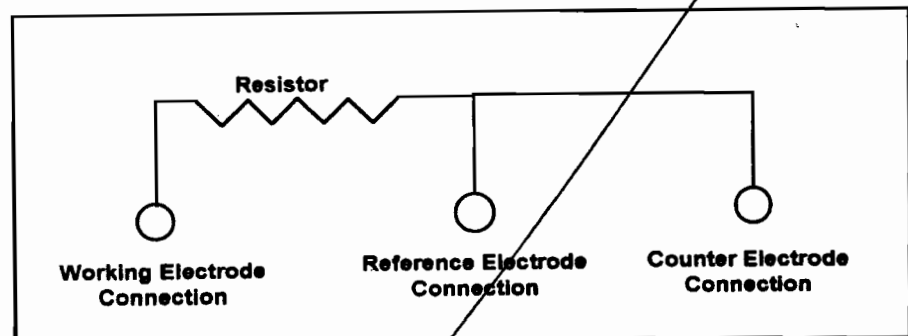 Resistor
Working Electrode
Connection
Reference Electrode
Connection
Counter Electrode
Connection